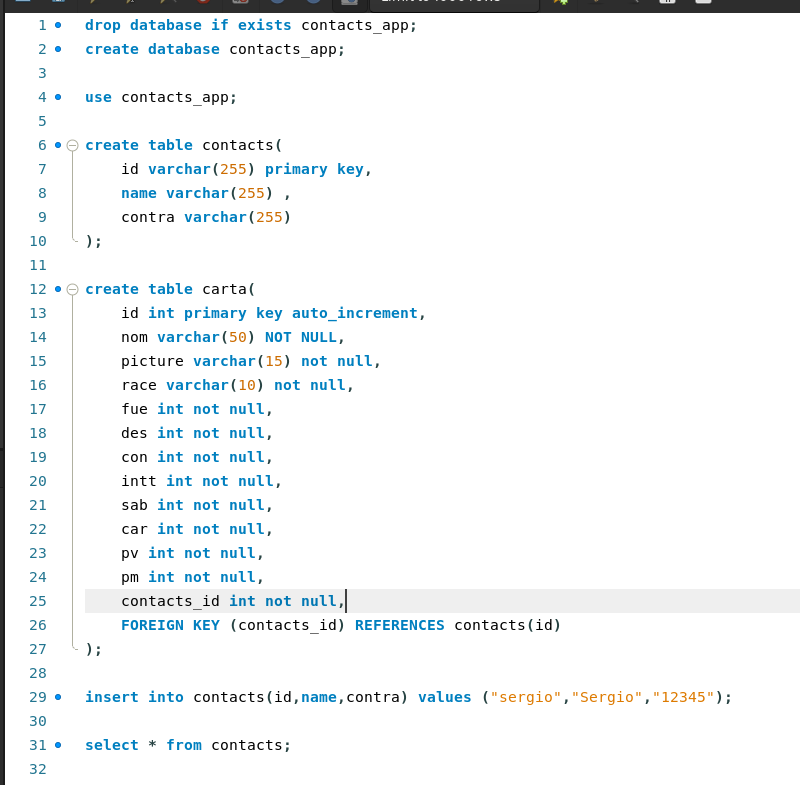 1 drop database if exists contacts_app;
2 create database contacts_app;
3
4 use contacts_app;
5
6 create table contacts(
7 id varchar(255) primary key,
8 name varchar(255) ,
9 contra varchar(255)
10 );
11
12 create table carta(
13 id int primary key auto_increment,
14 nom varchar(50) NOT NULL,
15 picture varchar(15) not null,
16 race varchar(10) not null,
17 fue int not null,
18 des int not null,
19 con int not null,
20 intt int not null,
21 sab int not null,
22 car int not null,
23 pv int not null,
24 pm int not null,
25 contacts_id int not null,
26 FOREIGN KEY (contacts_id) REFERENCES contacts(id)
27 );
28
29 insert into contacts(id,name,contra) values ("sergio","Sergio","12345");
30
31 select * from contacts;
32